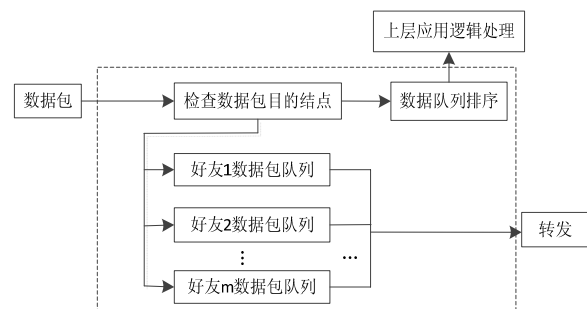 上层应用逻辑处理
数据包
检查数据包目的结点
数据队列排序
好友1数据包队列
好友2数据包队列
转发
⋮
...
好友m数据包队列